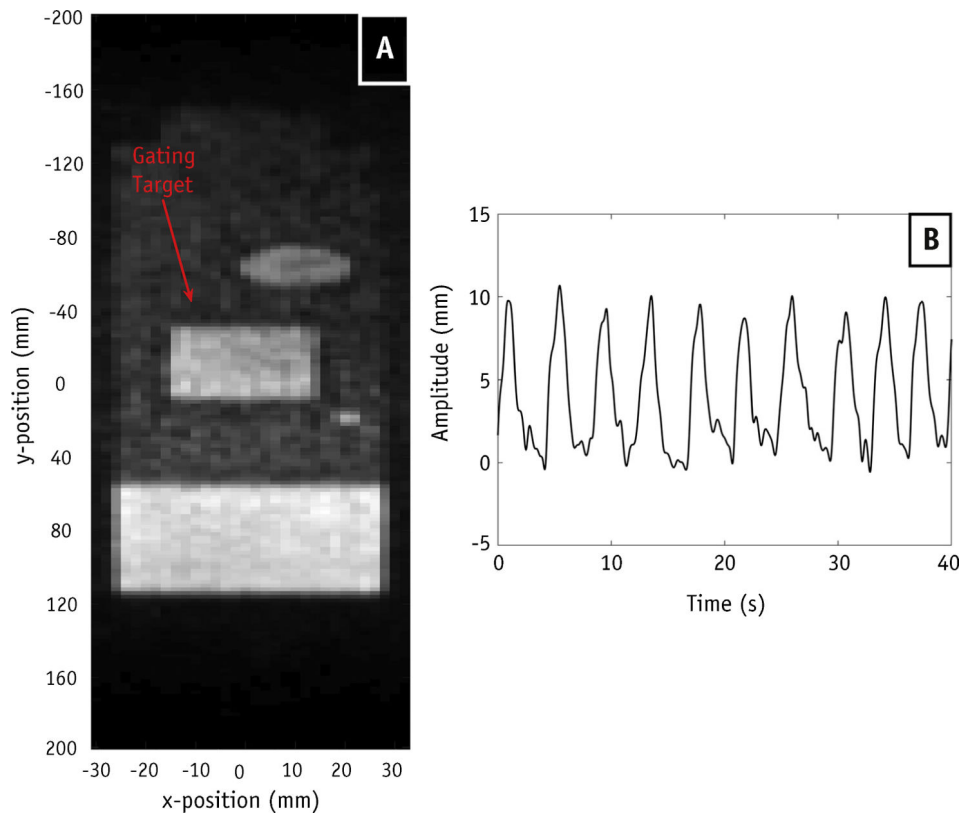 A
Gating
Target
y-position (mm)
-200
-160
-120
-80
-40
0
40
80
120
160
200
-30 -20 -10 0 10 20 30
x-position (mm)
B
Amplitude (mm)
15
10
5
0
-5
0 10 20 30 40
Time (s)